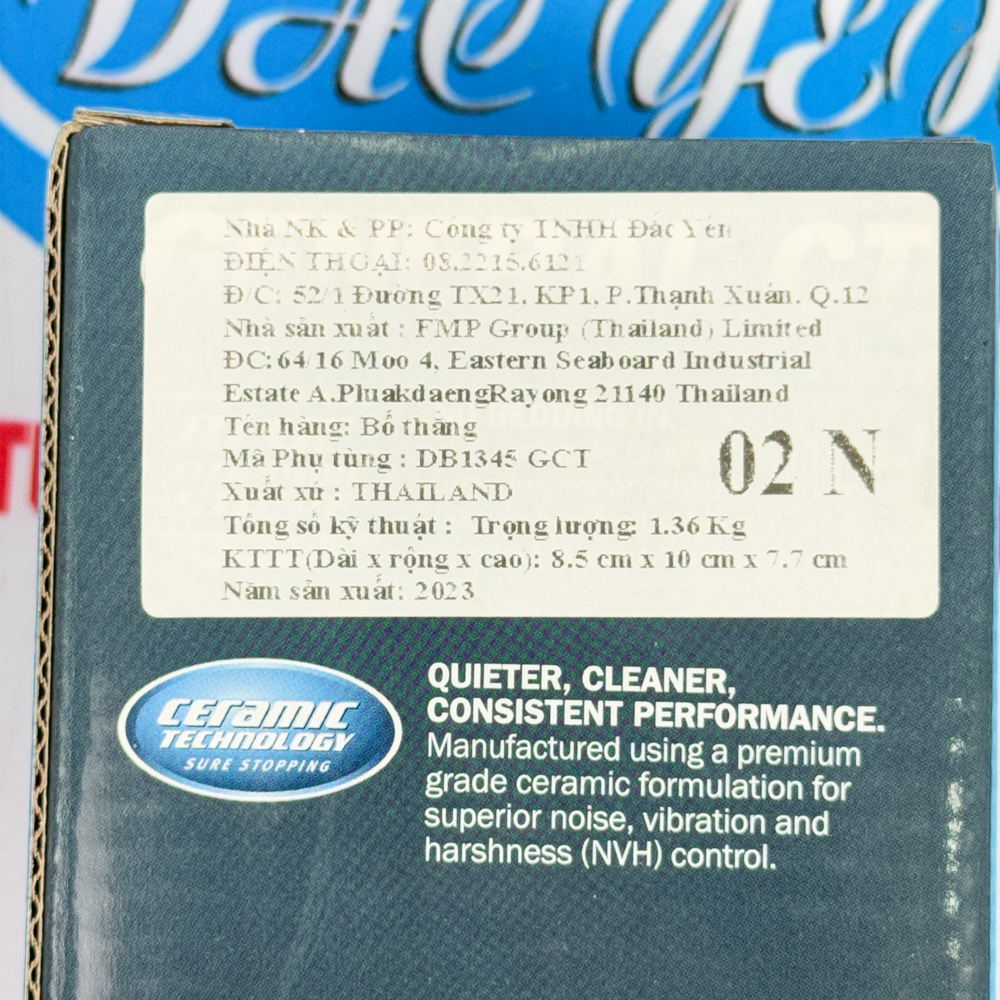 ĐẮC YẾN
Nhà NK & PP: Công ty TNHH Đắc Yến
ĐIỆN THOẠI: 08.2215.6121
Đ/C: 52/1 Đường TX21, KP1, P.Thạnh Xuân, Q.12
Nhà sản xuất : FMP Group (Thailand) Limited
ĐC: 64/16 Moo 4, Eastern Seaboard Industrial
Estate A.PluakdaengRayong 21140 Thailand
Tên hàng: Bố thắng
Mã Phụ tùng : DB1345 GCT
02 N
Xuất xứ : THAILAND
Tổng số kỹ thuật : Trọng lượng: 1.36 Kg
KTTT(Dài x rộng x cao): 8.5 cm x 10 cm x 7.7 cm
Năm sản xuất: 2023
CERAMIC
TECHNOLOGY
SURE STOPPING
QUIETER, CLEANER,
CONSISTENT PERFORMANCE.
Manufactured using a premium
grade ceramic formulation for
superior noise, vibration and
harshness (NVH) control.